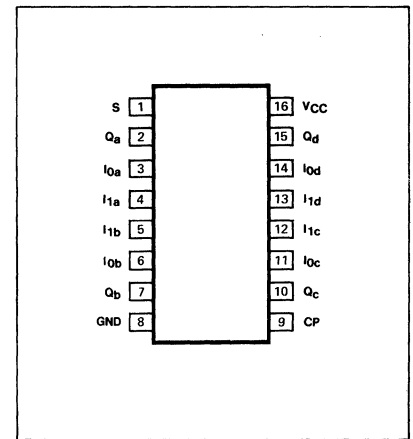 S 1 16 VCC
Qa 2 15 Qd
I0a 3 14 I0d
I1a 4 13 I1d
I1b 5 12 I1c
I0b 6 11 I0c
Qb 7 10 Qc
GND 8 9 CP